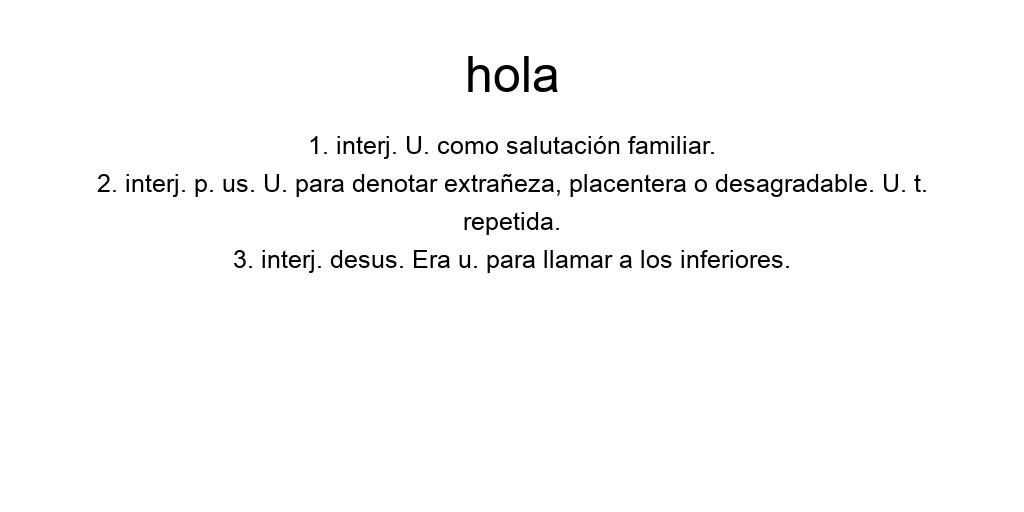 hola
1. interj. U. como salutación familiar.
2. interj. p. us. U. para denotar extrañeza, placentera o desagradable. U. t.
repetida.
3. interj. desus. Era u. para llamar a los inferiores.